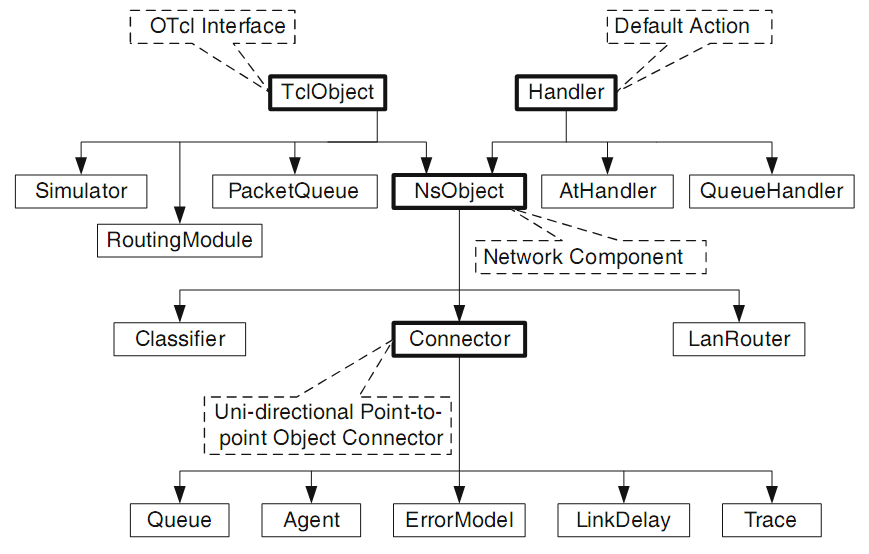 OTcl Interface
Default Action
TclObject
Handler
Simulator
PacketQueue
NsObject
AtHandler
QueueHandler
RoutingModule
Network Component
Classifier
Connector
LanRouter
Uni-directional Point-to-
point Object Connector
Queue
Agent
ErrorModel
LinkDelay
Trace